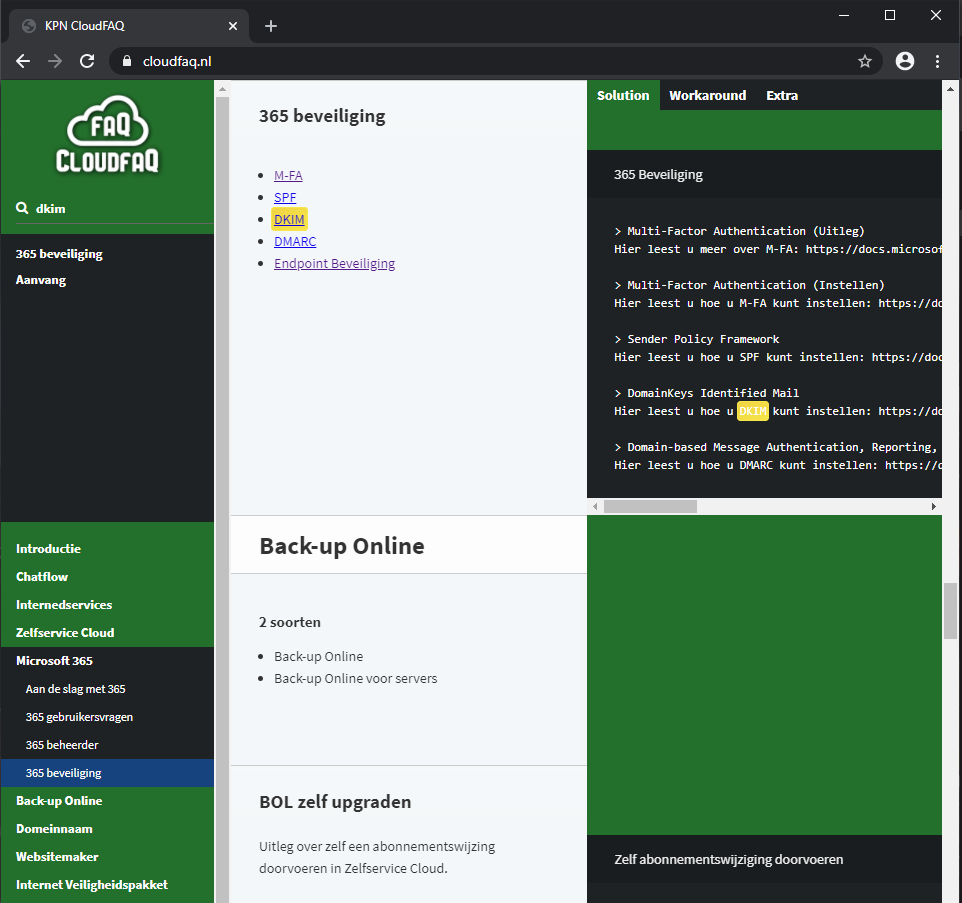 KPN CloudFAQ
cloudfaq.nl
FAQ
CLOUDFAQ
dkim
365 beveiliging
Aanvang
Introductie
Chatflow
Internedservices
Zelfservice Cloud
Microsoft 365
Aan de slag met 365
365 gebruikersvragen
365 beheerder
365 beveiliging
Back-up Online
Domeinnaam
Websitemaker
Internet Veiligheidspakket
365 beveiliging
M-FA
SPF
DKIM
DMARC
Endpoint Beveiliging
Back-up Online
2 soorten
Back-up Online
Back-up Online voor servers
BOL zelf upgraden
Uitleg over zelf een abonnementswijzing
doorvoeren in Zelfservice Cloud.
Solution Workaround Extra
365 Beveiliging
> Multi-Factor Authentication (Uitleg)
Hier leest u meer over M-FA: https://docs.microsof
> Multi-Factor Authentication (Instellen)
Hier leest u hoe u M-FA kunt instellen: https://do
> Sender Policy Framework
Hier leest u hoe u SPF kunt instellen: https://doc
> DomainKeys Identified Mail
Hier leest u hoe u DKIM kunt instellen: https://do
> Domain-based Message Authentication, Reporting,
Hier leest u hoe u DMARC kunt instellen: https://d
Zelf abonnementswijziging doorvoeren